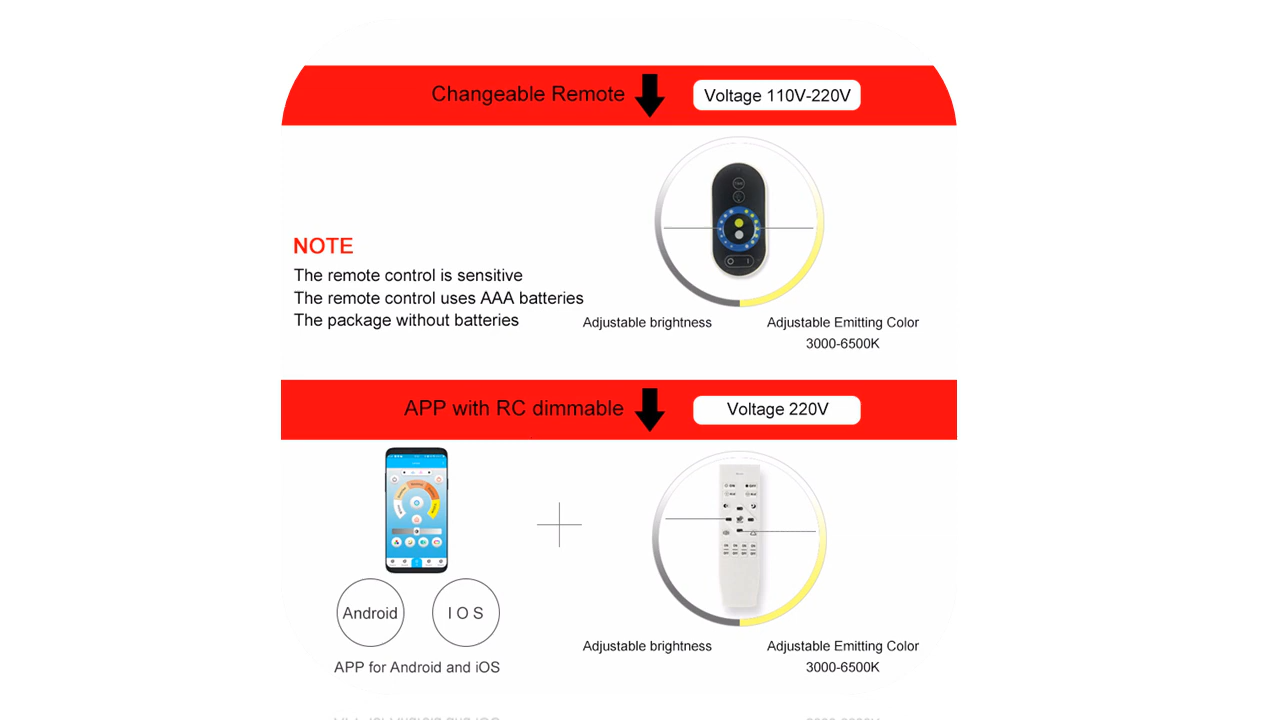 Changeable Remote
Voltage 110V-220V
NOTE
The remote control is sensitive
The remote control uses AAA batteries
The package without batteries
Adjustable brightness
Adjustable Emitting Color
3000-6500K
APP with RC dimmable
Voltage 220V
Android
I O S
APP for Android and iOS
Adjustable brightness
Adjustable Emitting Color
3000-6500K